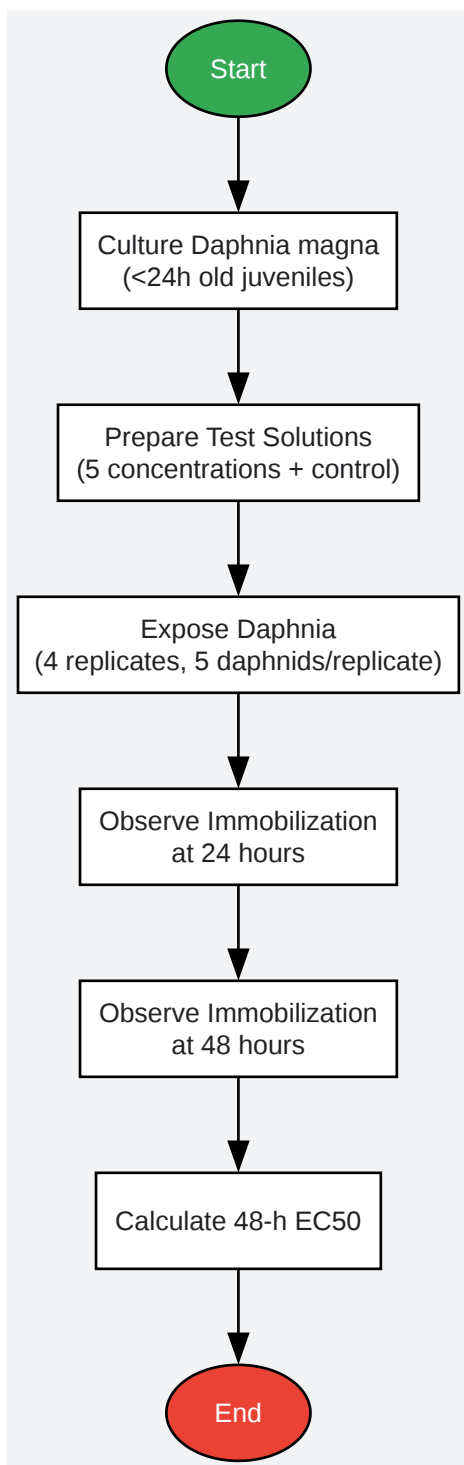 Start
Culture Daphnia magna
(<24h old juveniles)
Prepare Test Solutions
(5 concentrations + control)
Expose Daphnia
(4 replicates, 5 daphnids/replicate)
Observe Immobilization
at 24 hours
Observe Immobilization
at 48 hours
Calculate 48-h EC50
End